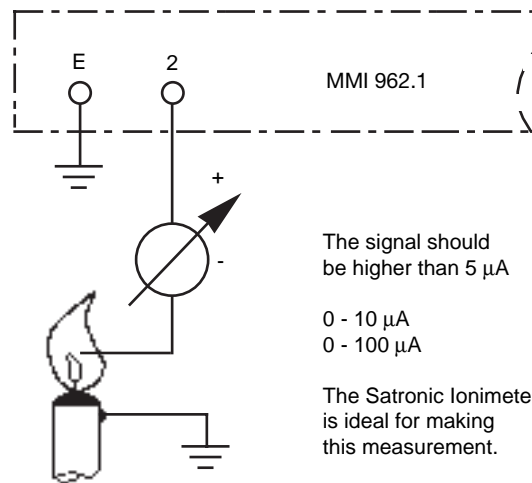 E
2
MMI 962.1
+
-
The signal should
be higher than 5 μA
0 - 10 μA
0 - 100 μA
The Satronic Ionimete
is ideal for making
this measurement.